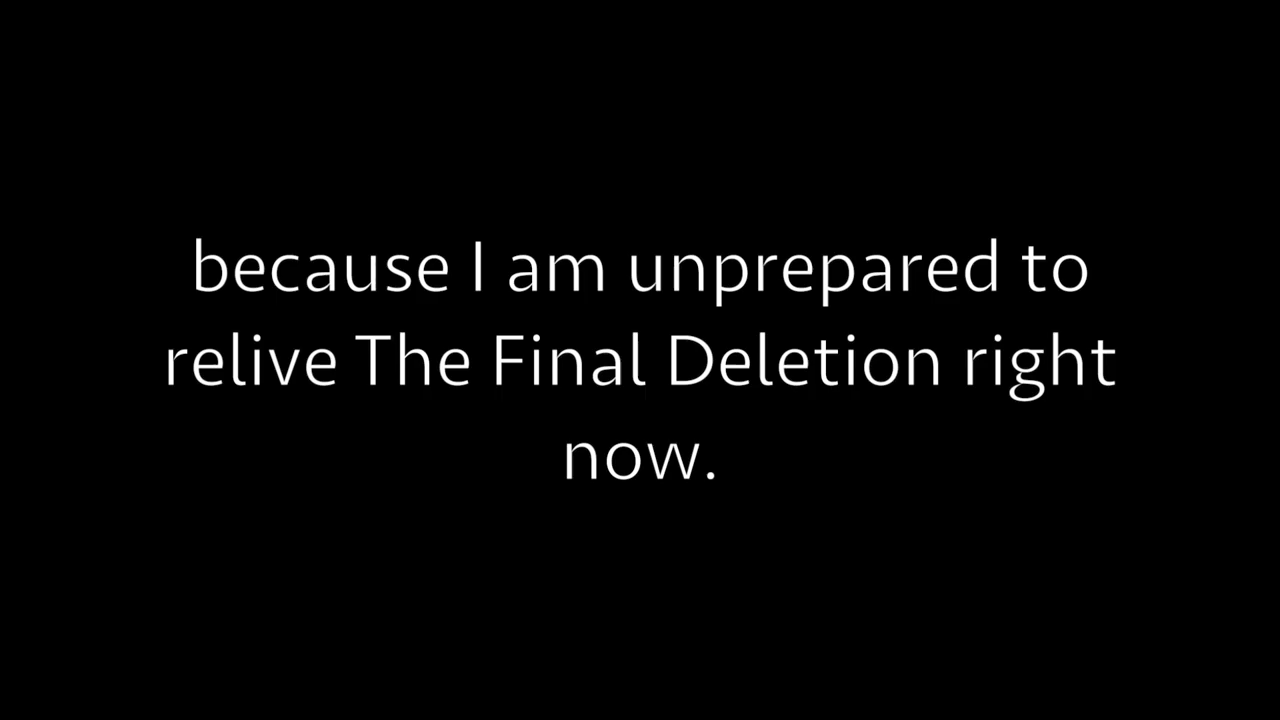 because I am unprepared to
relive The Final Deletion right
now.